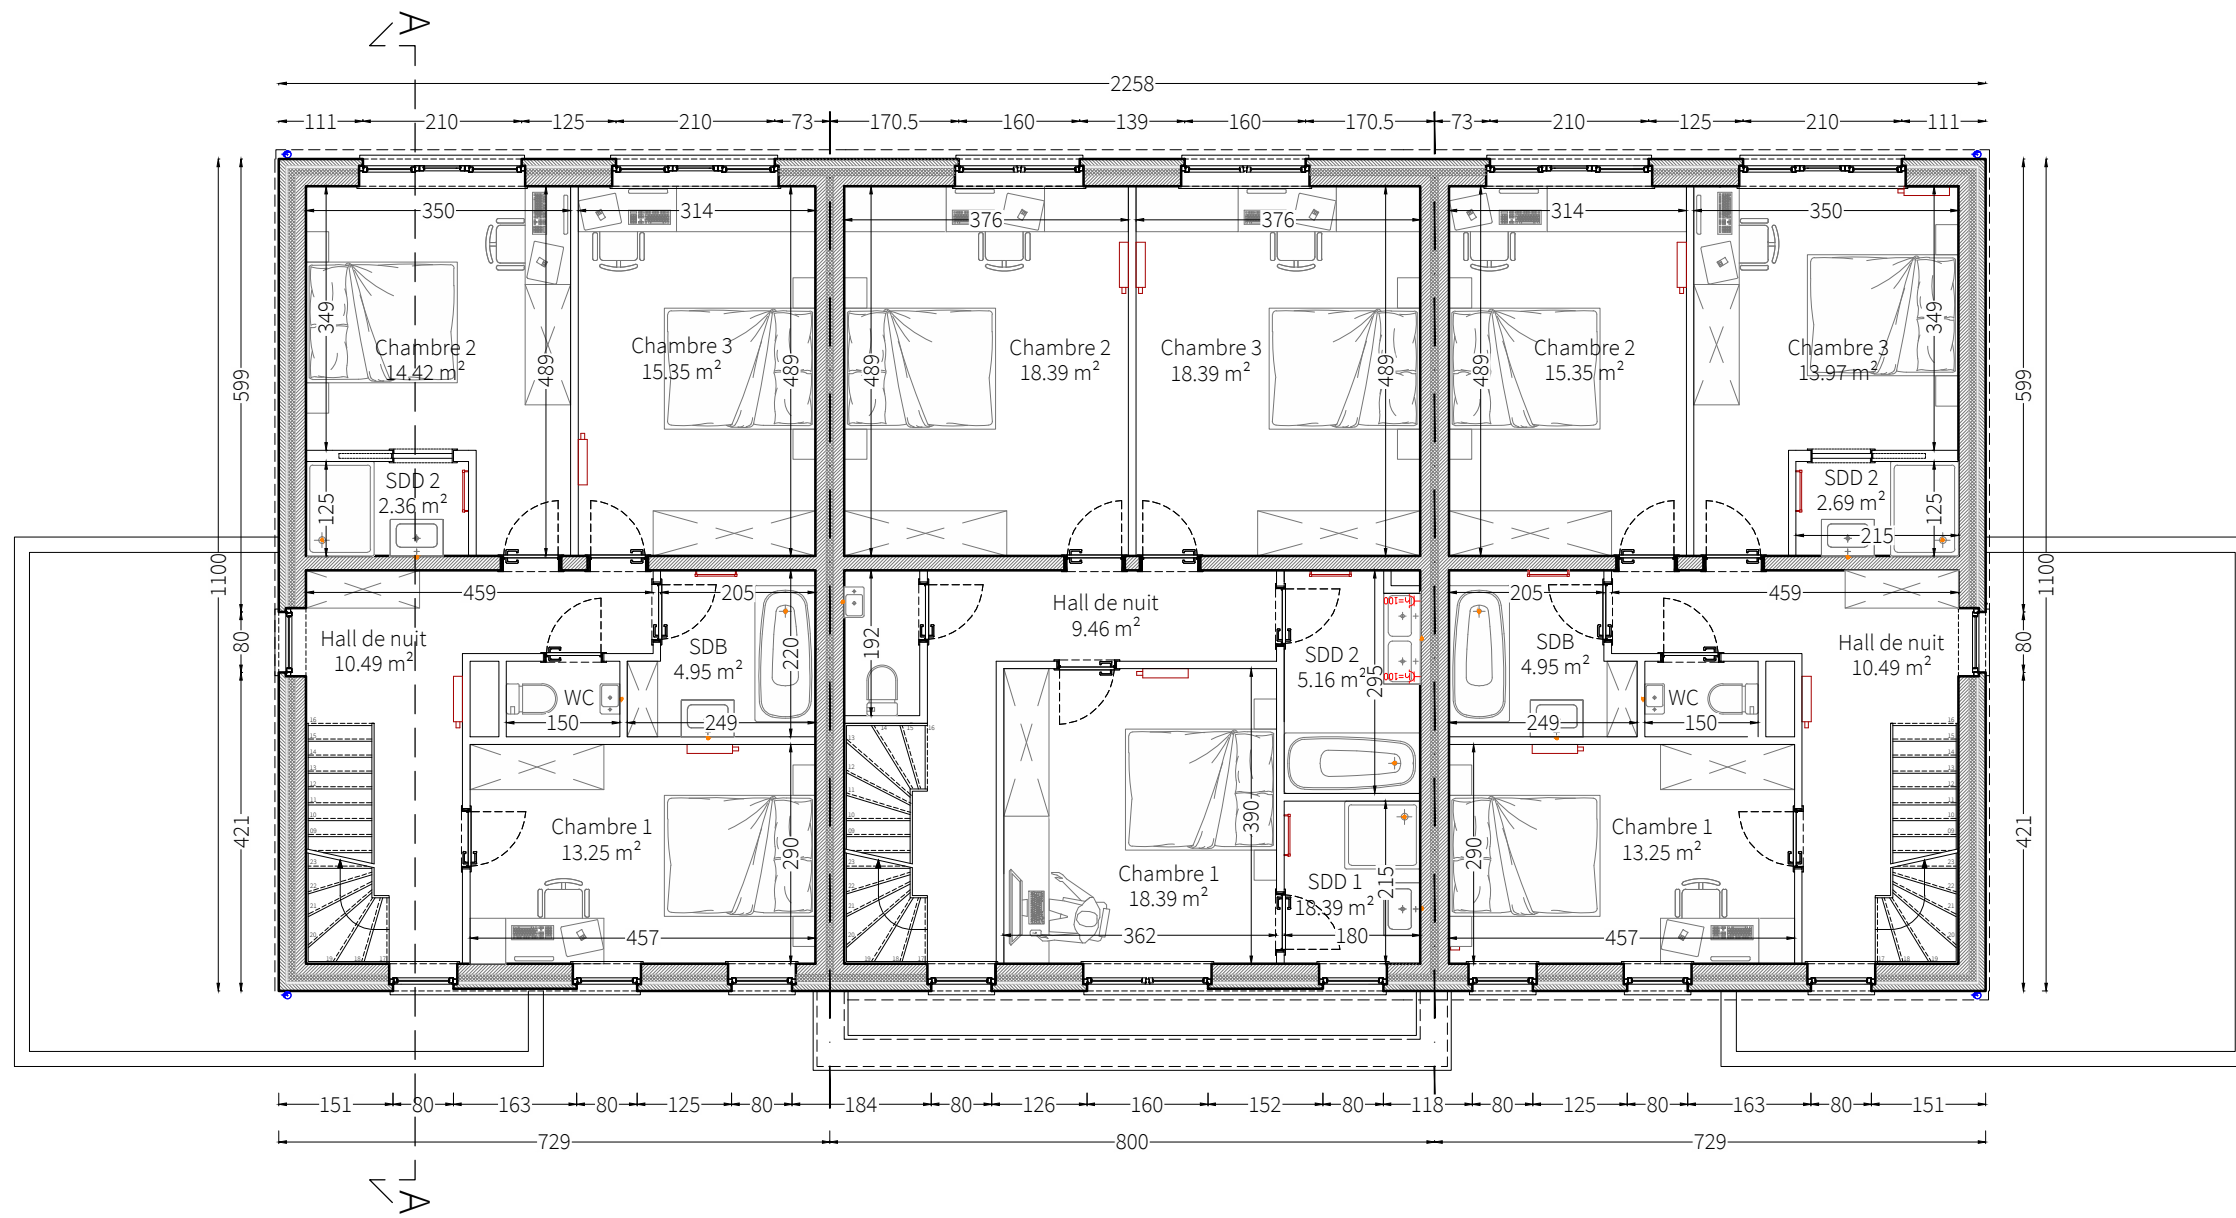 A
2258
111 210 125 210 73 170.5 160 139 160 170.5 73 210 125 210 111
350 314 376 376 314 350
349 489 489 489 489 489 349
Chambre 2
14.42 m²
Chambre 3
15.35 m²
Chambre 2
18.39 m²
Chambre 3
18.39 m²
Chambre 2
15.35 m²
Chambre 3
13.97 m²
599 599
1100 1100
SDD 2
2.36 m²
125
SDD 2
2.69 m²
125
215
459 205 205 459
Hall de nuit
10.49 m²
SDB
4.95 m²
220
WC
150 249
192
Hall de nuit
9.46 m²
SDD 2
5.16 m²
295
h=100
h=100
SDB
4.95 m²
WC
249 150
Hall de nuit
10.49 m²
80 80
421 421
Chambre 1
13.25 m²
290
457
Chambre 1
18.39 m²
390
362
SDD 1
18.39 m²
215
180
Chambre 1
13.25 m²
290
457
151 80 163 80 125 80 184 80 126 160 152 80 118 80 125 80 163 80 151
729 800 729
A